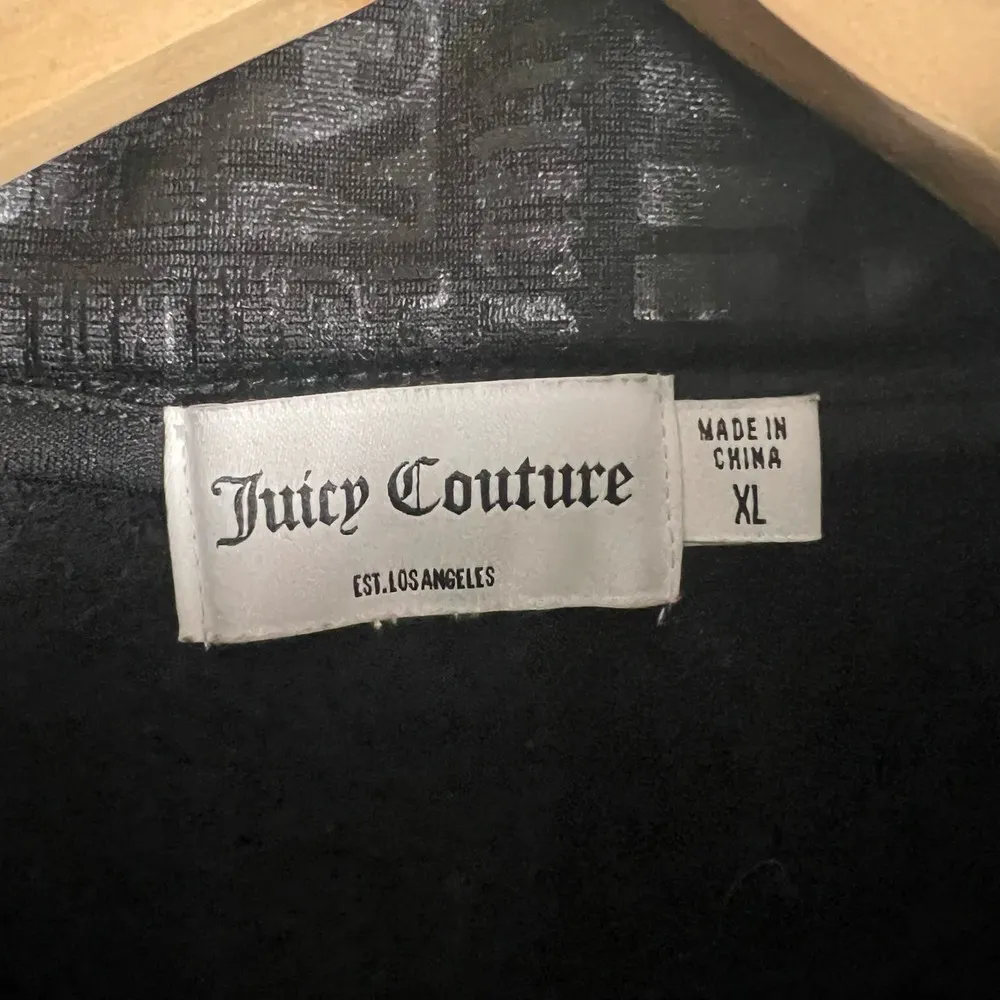 Juicy Couture
EST. LOS ANGELES
MADE IN
CHINA
XL